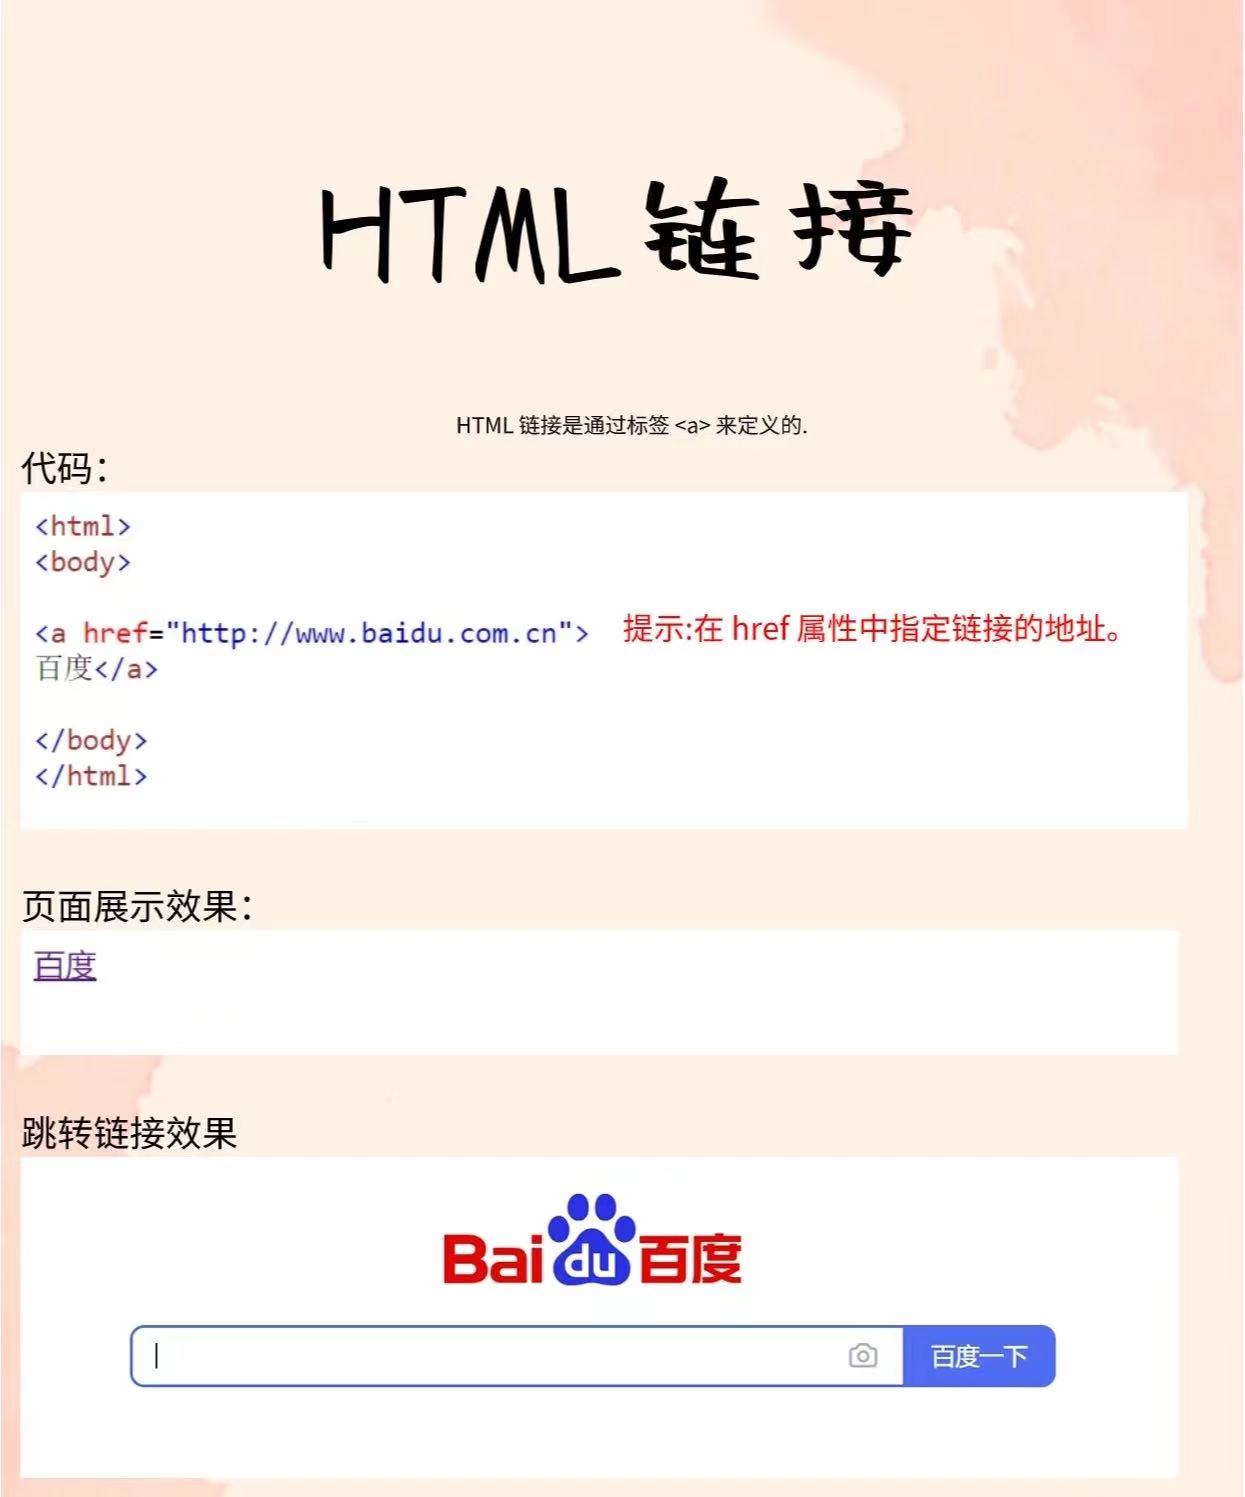 HTML链接
HTML 链接是通过标签 <a> 来定义的.
代码：
<html>
<body>
<a href="http://www.baidu.com.cn"> 提示:在 href 属性中指定链接的地址。
百度</a>
</body>
</html>
页面展示效果：
百度
跳转链接效果
Bai du 百度
百度一下